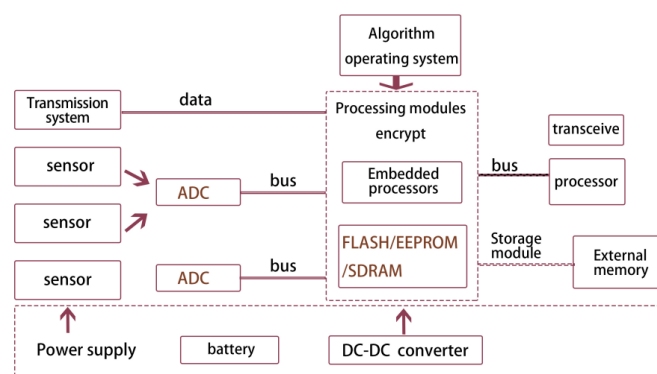 Algorithm
operating system
Transmission
system
data
Processing modules
encrypt
transceive
sensor
ADC
bus
Embedded
processors
bus
processor
sensor
FLASH/EEPROM
/SDRAM
Storage
module
External
memory
sensor
ADC
bus
Power supply
battery
DC-DC converter